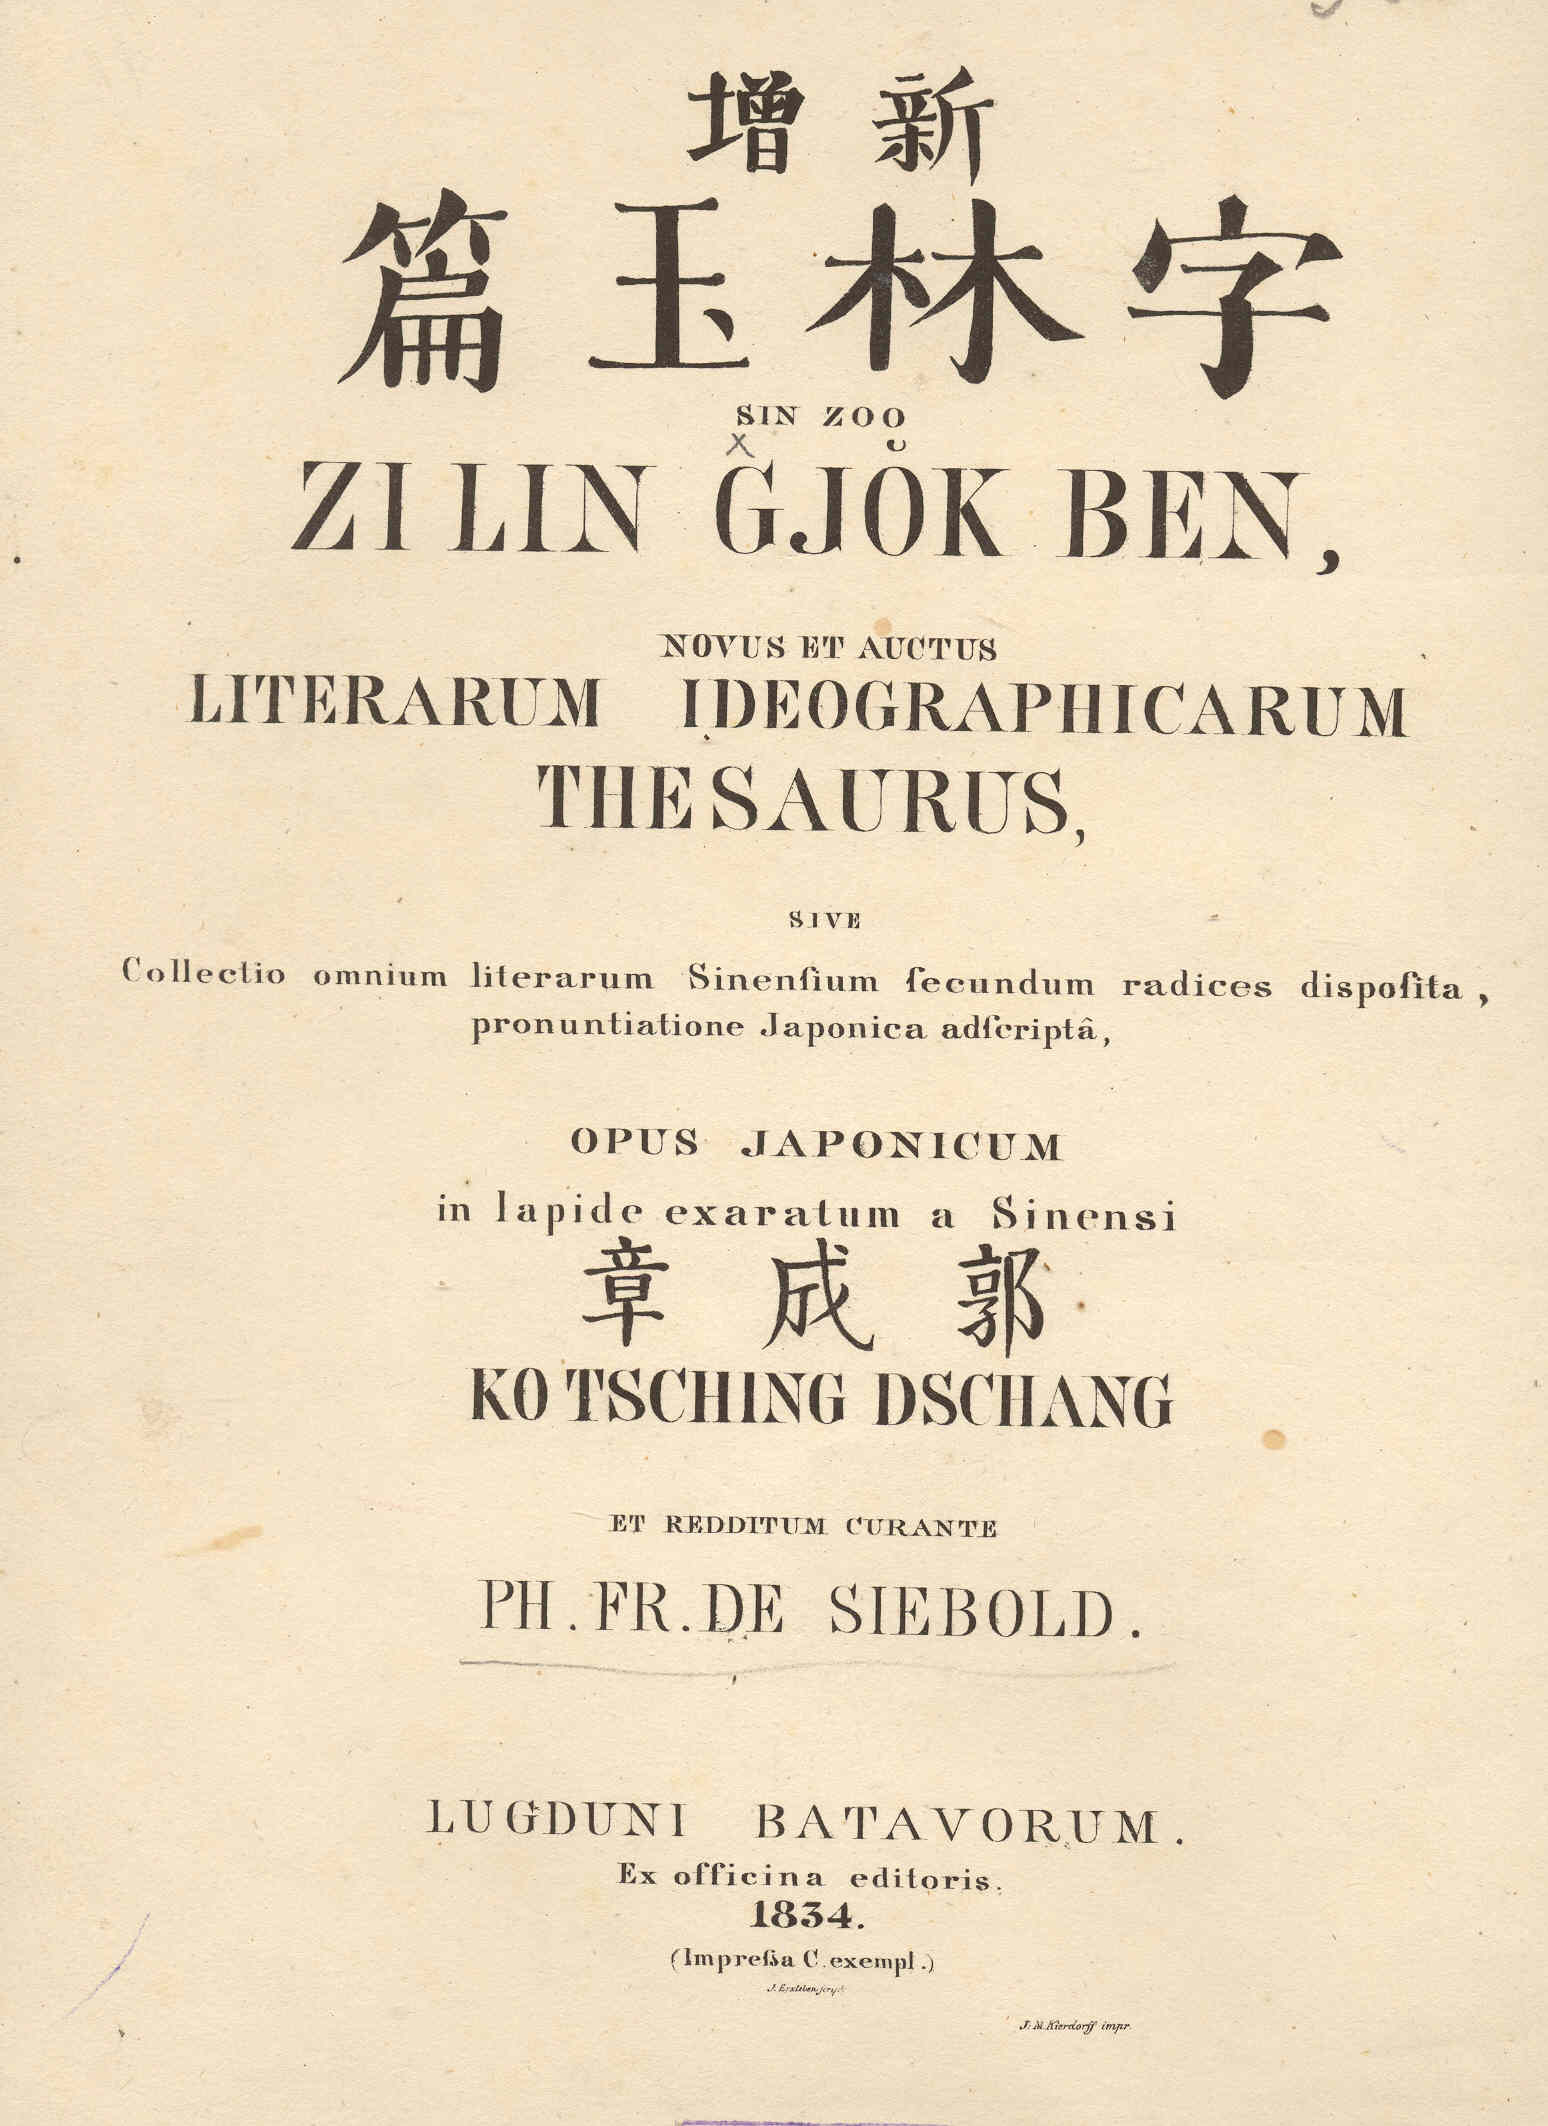 新增
字林玉篇
SIN ZOO
ZI LIN GJŎK BEN,
NOVUS ET AUCTUS
LITERARUM IDEOGRAPHICARUM
THESAURUS,
SIVE
Collectio omnium literarum Sinenſium ſecundum radices dispoſita,
pronuntiatione Japonica adſcriptâ,
OPUS JAPONICUM
in lapide exaratum a Sinensi
郭成章
KO TSCHING DSCHANG
ET REDDITUM CURANTE
PH. FR. DE SIEBOLD.
LUGDUNI BATAVORUM.
Ex officina editoris.
1834.
(Impreſsa C. exempl.)
J. Erxleben ſcrips.
J. M. Kierdorff impr.